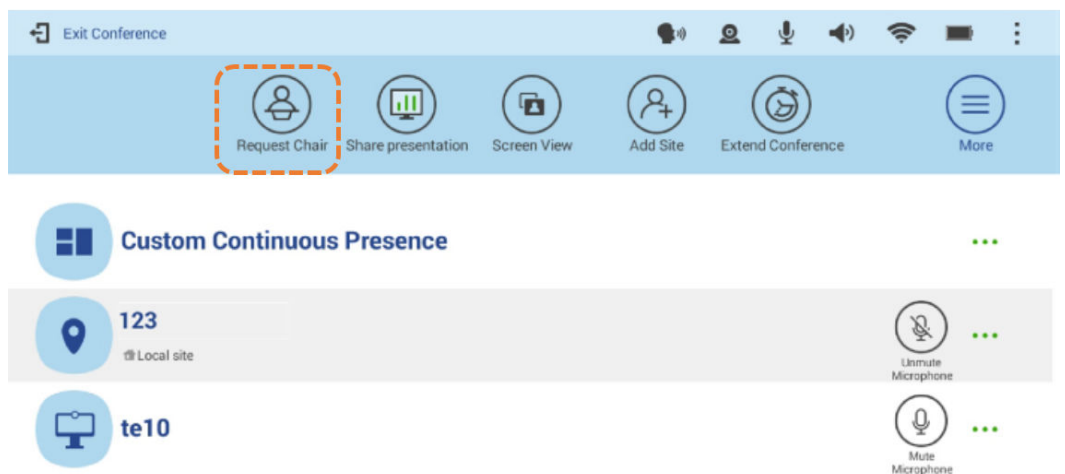 Exit Conference
Request Chair
Share presentation
Screen View
Add Site
Extend Conference
More
Custom Continuous Presence
123
Local site
Unmute
Microphone
te10
Mute
Microphone